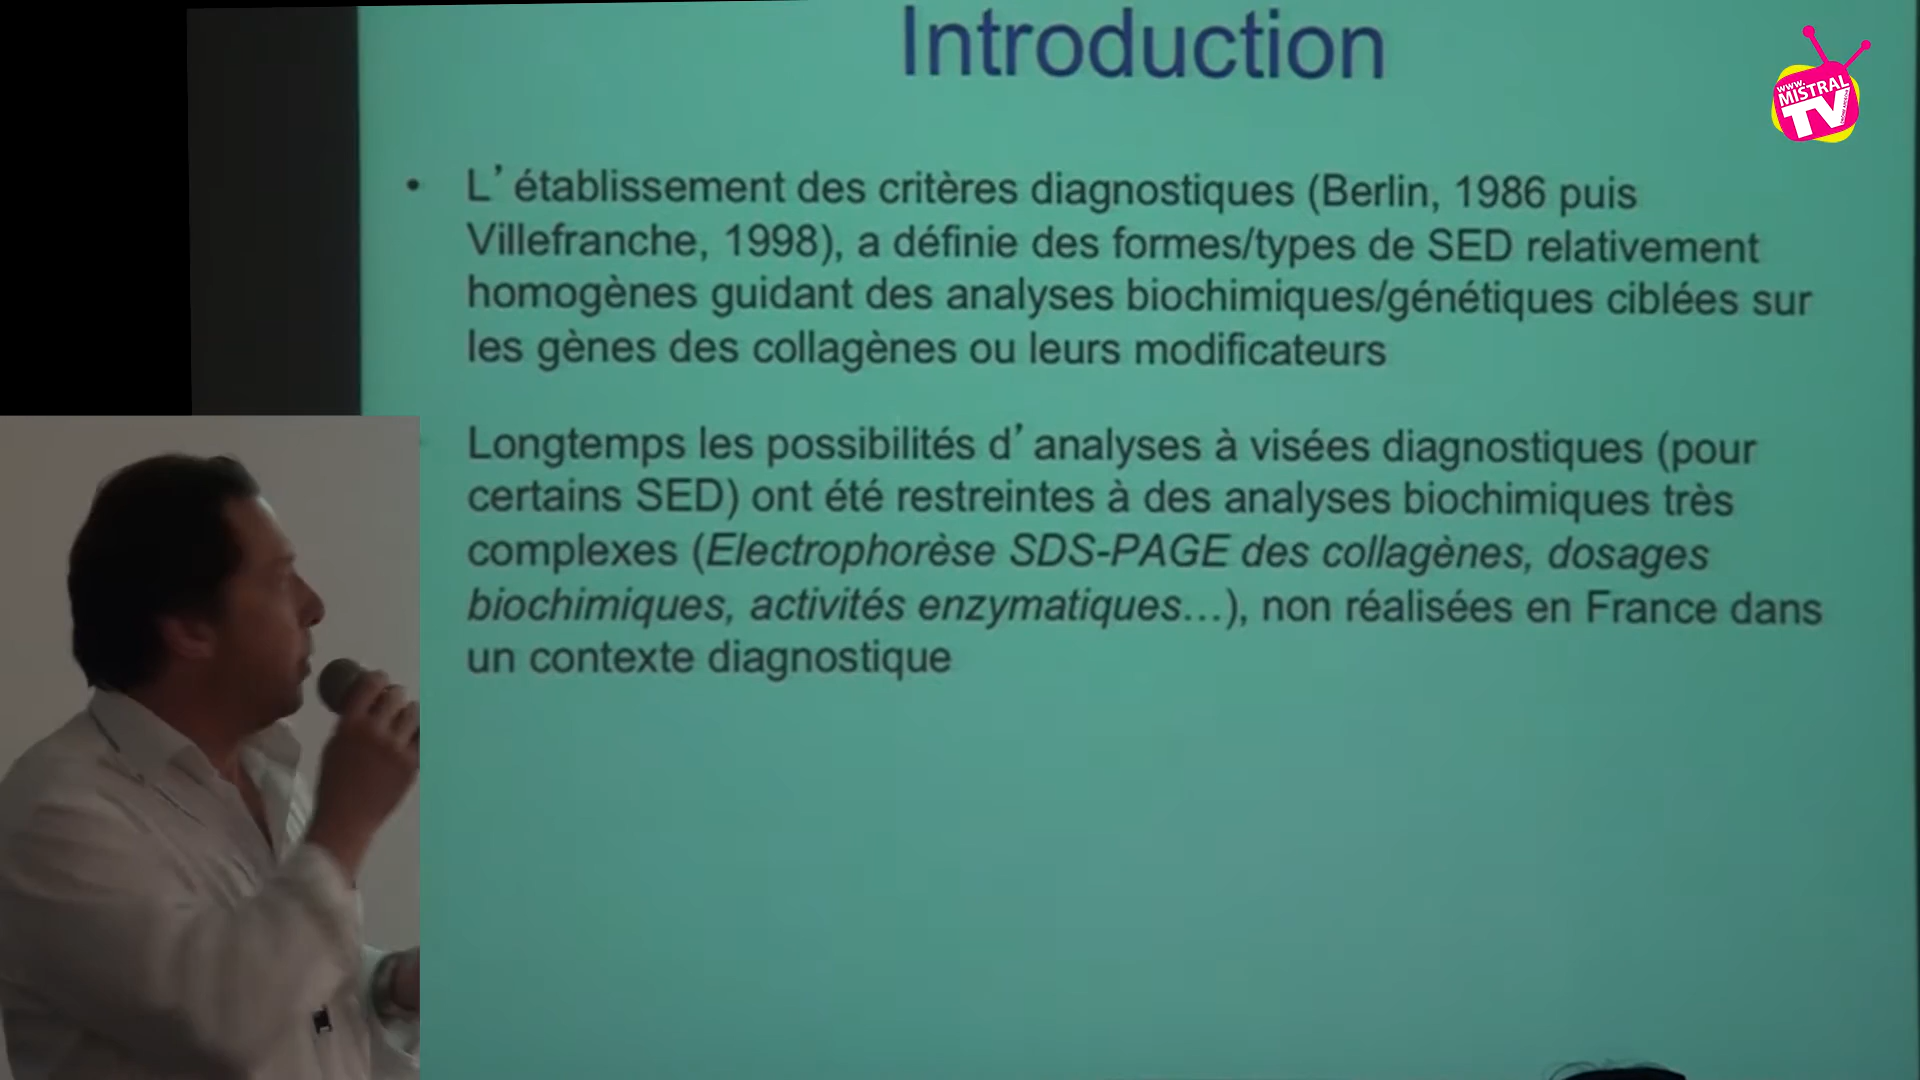 Introduction
www.
MISTRAL
TV
• L’établissement des critères diagnostiques (Berlin, 1986 puis
Villefranche, 1998), a définie des formes/types de SED relativement
homogènes guidant des analyses biochimiques/génétiques ciblées sur
les gènes des collagènes ou leurs modificateurs
Longtemps les possibilités d’analyses à visées diagnostiques (pour
certains SED) ont été restreintes à des analyses biochimiques très
complexes (Electrophorèse SDS-PAGE des collagènes, dosages
biochimiques, activités enzymatiques…), non réalisées en France dans
un contexte diagnostique